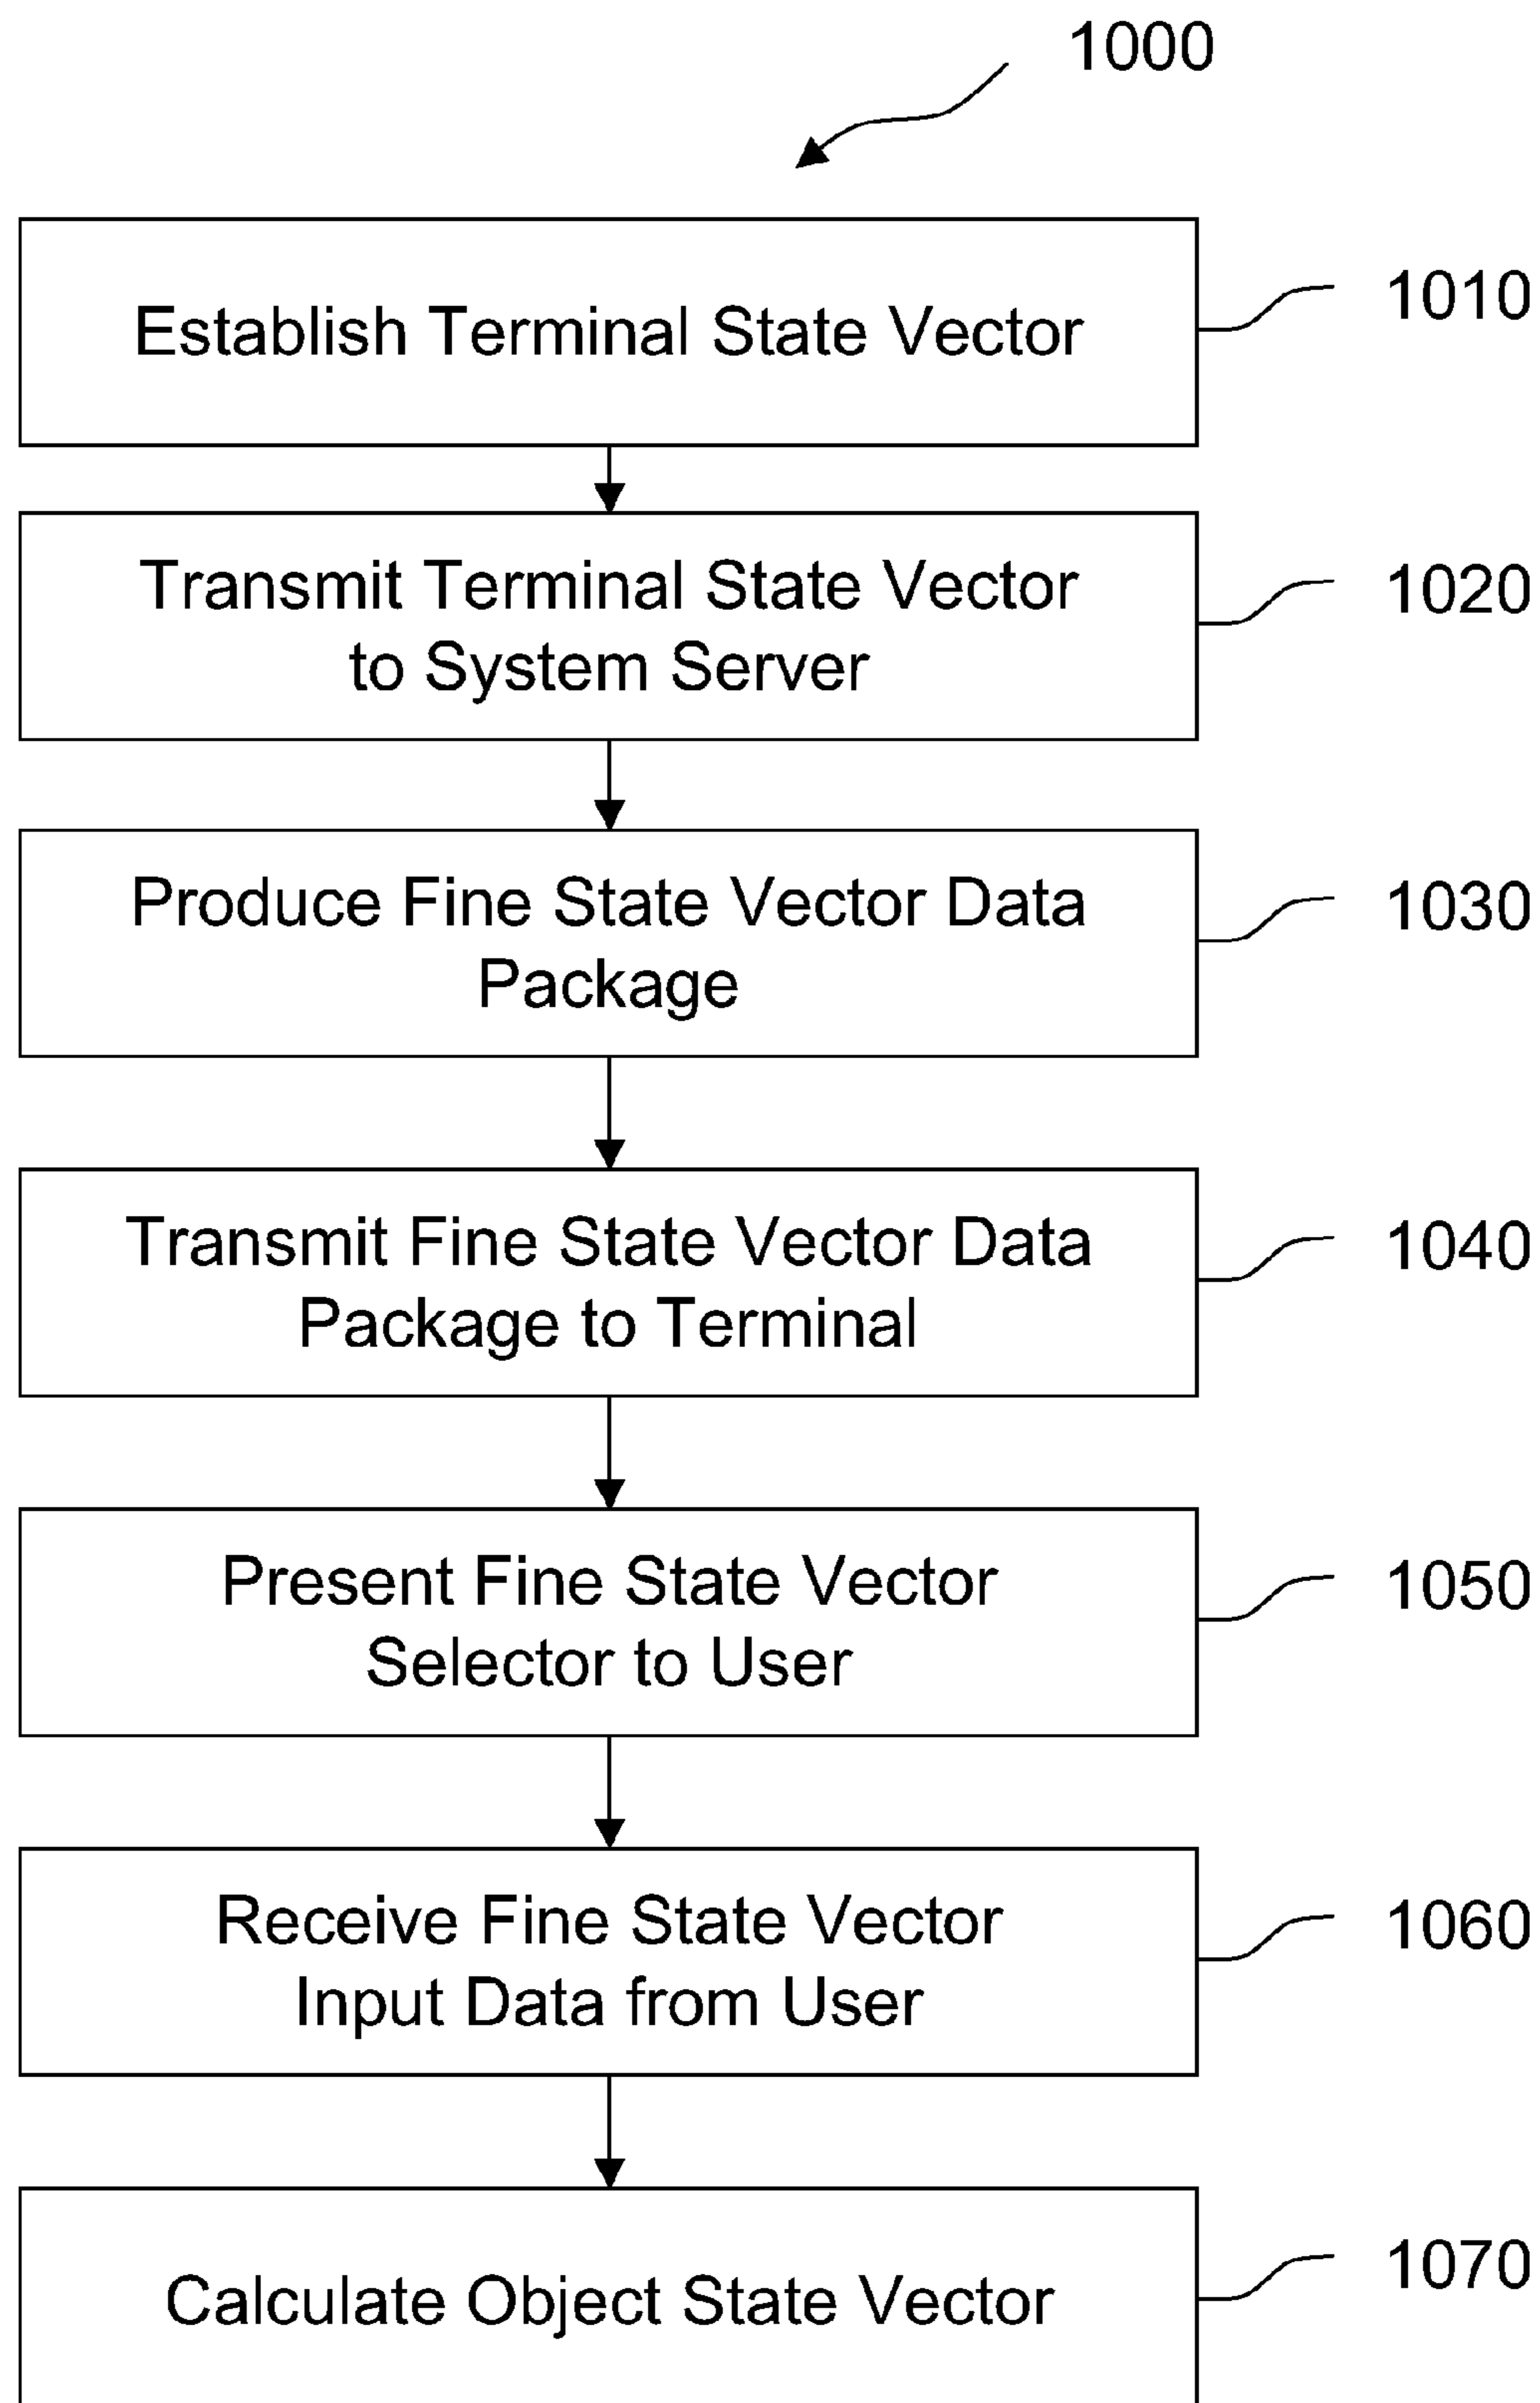 1000
Establish Terminal State Vector
1010
Transmit Terminal State Vector
to System Server
1020
Produce Fine State Vector Data
Package
1030
Transmit Fine State Vector Data
Package to Terminal
1040
Present Fine State Vector
Selector to User
1050
Receive Fine State Vector
Input Data from User
1060
Calculate Object State Vector
1070